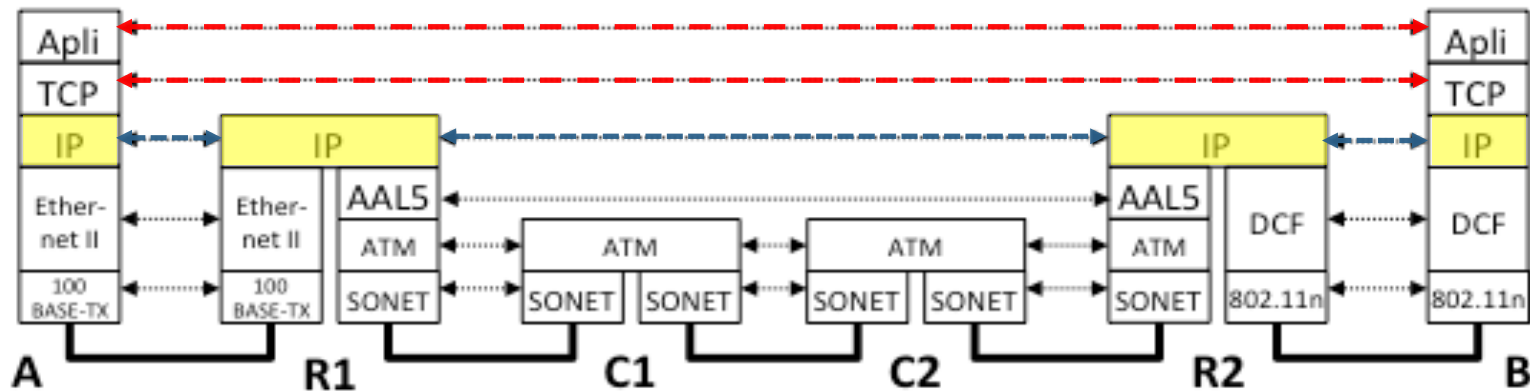 Apli Apli
TCP TCP
IP IP IP IP
Ether-
net II
Ether-
net II
AAL5 AAL5
ATM ATM ATM ATM
DCF DCF
100
BASE-TX
100
BASE-TX
SONET SONET SONET SONET SONET SONET
802.11n 802.11n
A R1 C1 C2 R2 B